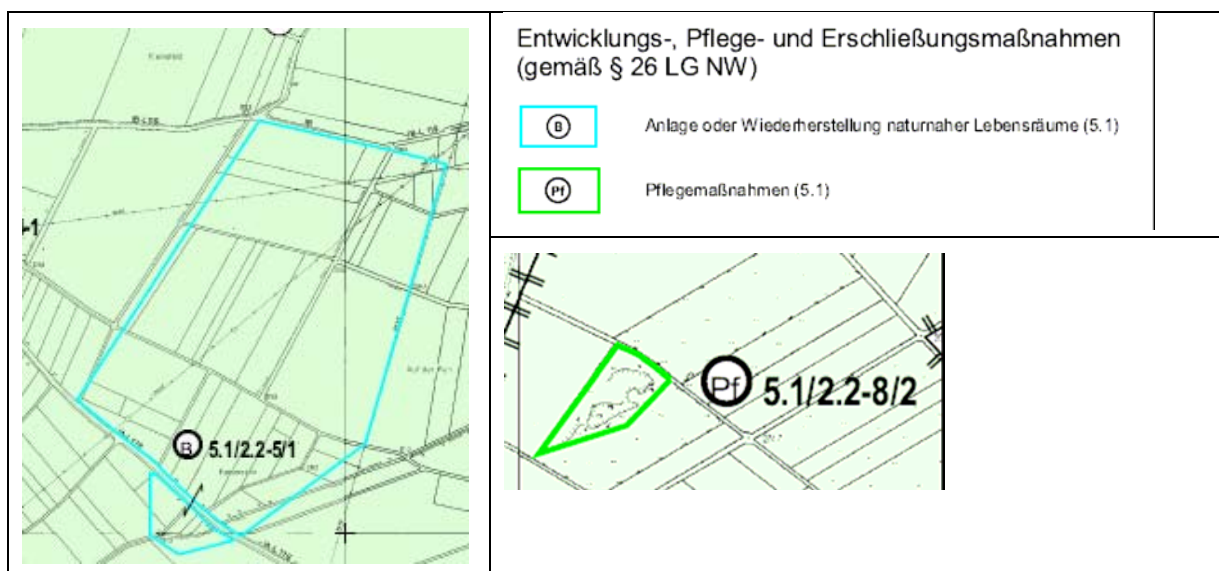 -1
B 5.1/2.2-5/1
Entwicklungs-, Pflege- und Erschließungsmaßnahmen
(gemäß § 26 LG NW)
B Anlage oder Wiederherstellung naturnaher Lebensräume (5.1)
Pf Pflegemaßnahmen (5.1)
Pf 5.1/2.2-8/2